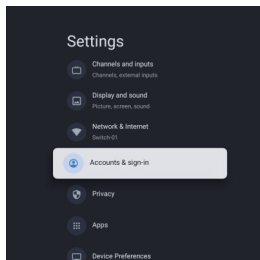 Settings
Channels and inputs
Channels, external inputs
Display and sound
Picture, screen, sound
Network & Internet
Switch-01
Accounts & sign-in
Privacy
Apps
Device Preferences